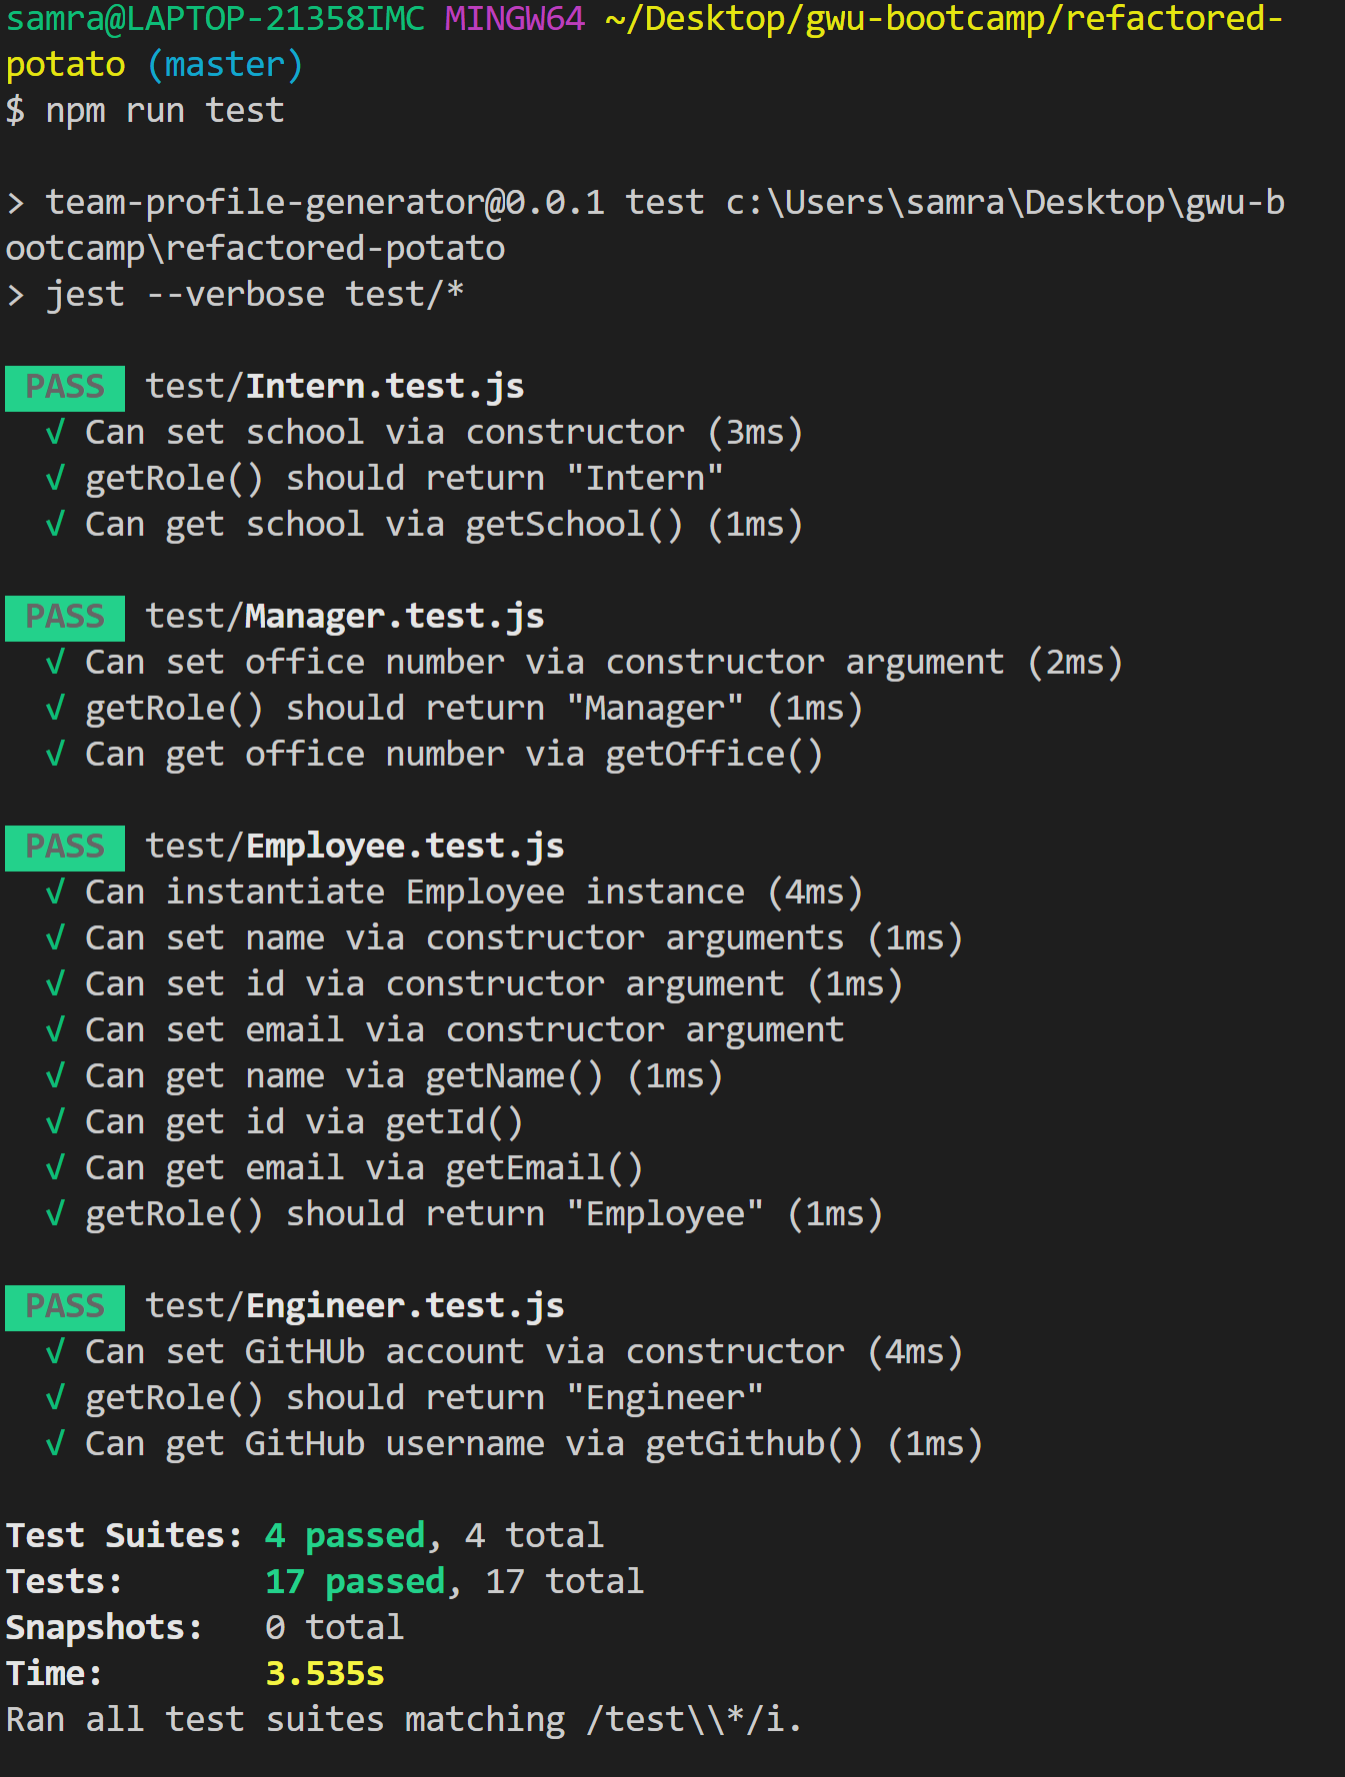 samra@LAPTOP-21358IMC MINGW64 ~/Desktop/gwu-bootcamp/refactored-
potato (master)
$ npm run test
> team-profile-generator@0.0.1 test c:\Users\samra\Desktop\gwu-b
ootcamp\refactored-potato
> jest --verbose test/*
PASS test/Intern.test.js
√ Can set school via constructor (3ms)
√ getRole() should return "Intern"
√ Can get school via getSchool() (1ms)
PASS test/Manager.test.js
√ Can set office number via constructor argument (2ms)
√ getRole() should return "Manager" (1ms)
√ Can get office number via getOffice()
PASS test/Employee.test.js
√ Can instantiate Employee instance (4ms)
√ Can set name via constructor arguments (1ms)
√ Can set id via constructor argument (1ms)
√ Can set email via constructor argument
√ Can get name via getName() (1ms)
√ Can get id via getId()
√ Can get email via getEmail()
√ getRole() should return "Employee" (1ms)
PASS test/Engineer.test.js
√ Can set GitHUb account via constructor (4ms)
√ getRole() should return "Engineer"
√ Can get GitHub username via getGithub() (1ms)
Test Suites: 4 passed, 4 total
Tests: 17 passed, 17 total
Snapshots: 0 total
Time: 3.535s
Ran all test suites matching /test\\*/i.